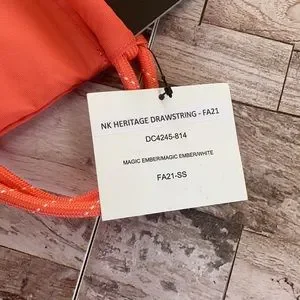 NK HERITAGE DRAWSTRING - FA21
DC4245-814
MAGIC EMBER/MAGIC EMBER/WHITE
FA21-SS